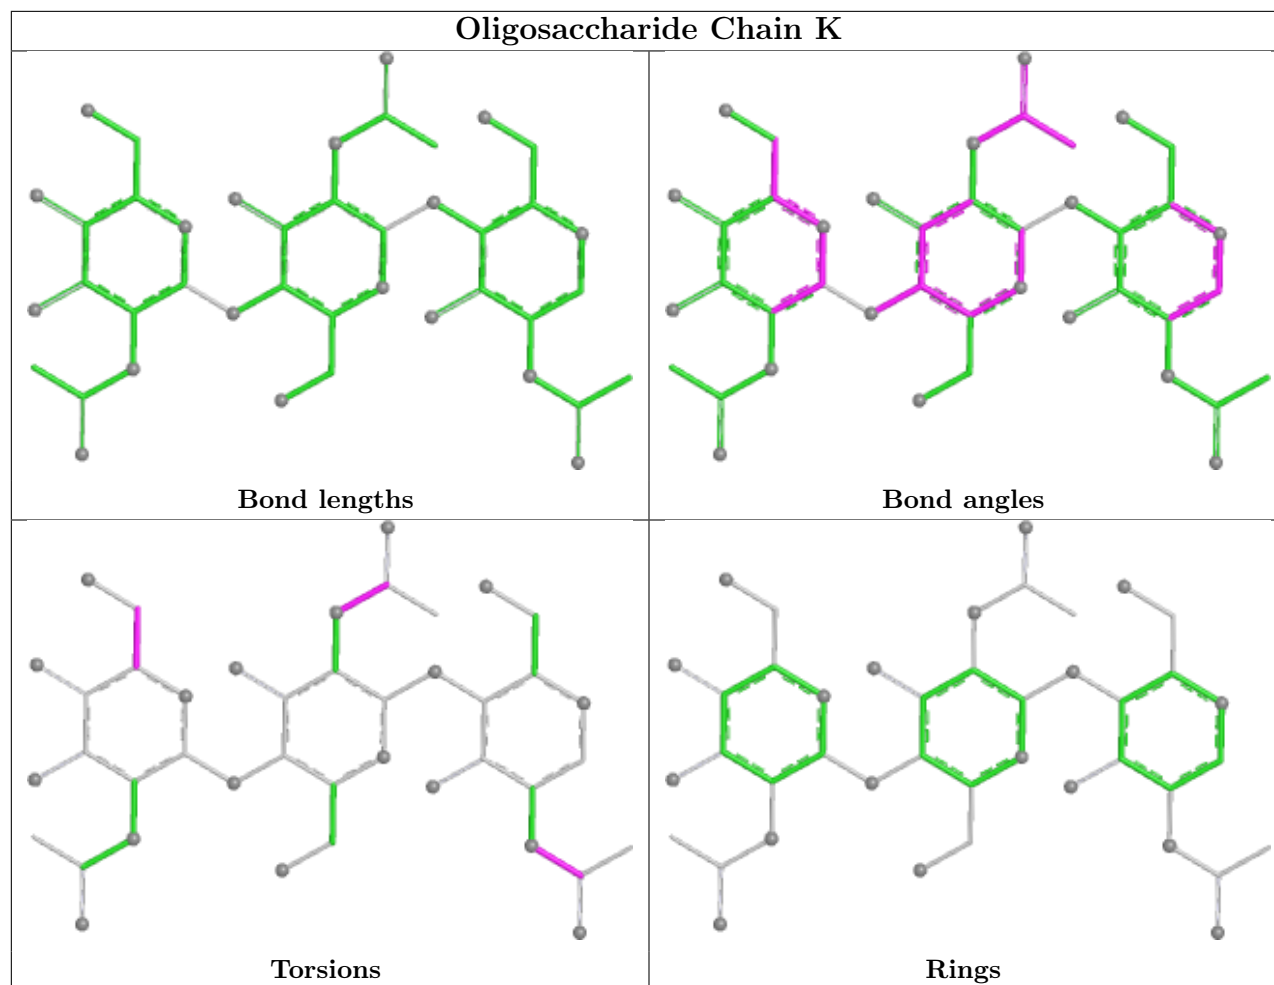 Oligosaccharide Chain K
Bond lengths
Bond angles
Torsions
Rings